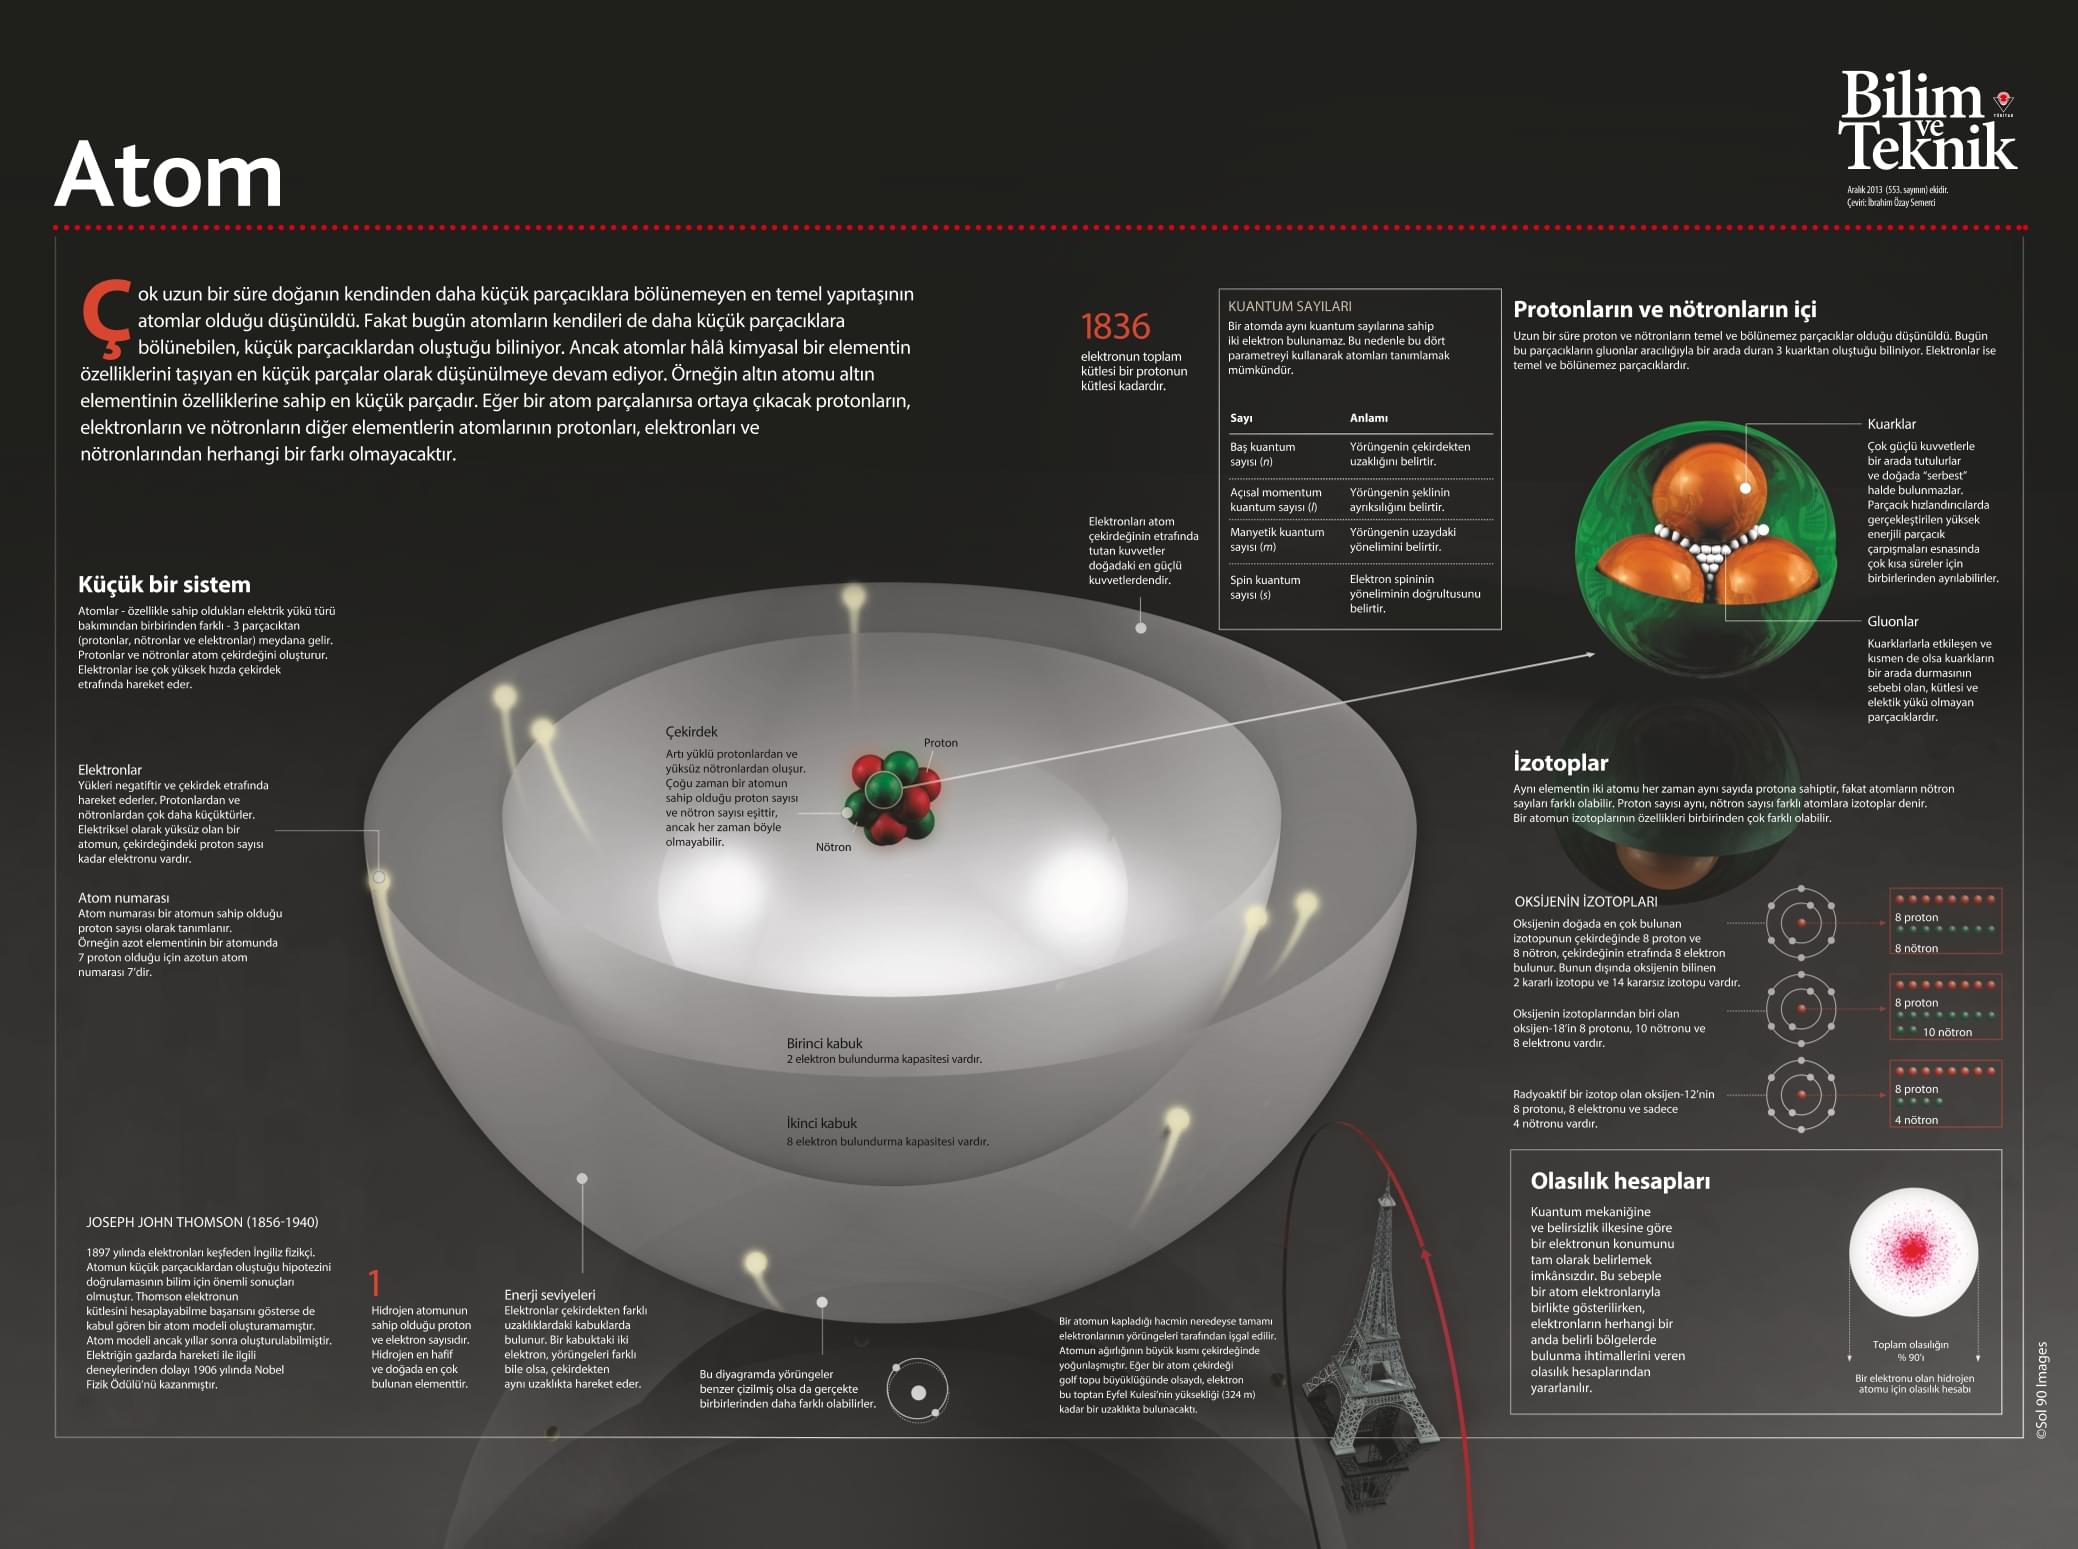 Bilim
ve
Teknik
TÜBİTAK
Aralık 2013 (553. sayının) ekidir.
Çeviri: İbrahim Özay Semerci
Atom
Çok uzun bir süre doğanın kendinden daha küçük parçacıklara bölünemeyen en temel yapıtaşının
atomlar olduğu düşünüldü. Fakat bugün atomların kendileri de daha küçük parçacıklara
bölünebilen, küçük parçacıklardan oluştuğu biliniyor. Ancak atomlar hâlâ kimyasal bir elementin
özelliklerini taşıyan en küçük parçalar olarak düşünülmeye devam ediyor. Örneğin altın atomu altın
elementinin özelliklerine sahip en küçük parçadır. Eğer bir atom parçalanırsa ortaya çıkacak protonların,
elektronların ve nötronların diğer elementlerin atomlarının protonları, elektronları ve
nötronlarından herhangi bir farkı olmayacaktır.
Küçük bir sistem
Atomlar - özellikle sahip oldukları elektrik yükü türü
bakımından birbirinden farklı - 3 parçacıktan
(protonlar, nötronlar ve elektronlar) meydana gelir.
Protonlar ve nötronlar atom çekirdeğini oluşturur.
Elektronlar ise çok yüksek hızda çekirdek
etrafında hareket eder.
Elektronlar
Yükleri negatiftir ve çekirdek etrafında
hareket ederler. Protonlardan ve
nötronlardan çok daha küçüktürler.
Elektriksel olarak yüksüz olan bir
atomun, çekirdeğindeki proton sayısı
kadar elektronu vardır.
Atom numarası
Atom numarası bir atomun sahip olduğu
proton sayısı olarak tanımlanır.
Örneğin azot elementinin bir atomunda
7 proton olduğu için azotun atom
numarası 7'dir.
JOSEPH JOHN THOMSON (1856-1940)
1897 yılında elektronları keşfeden İngiliz fizikçi.
Atomun küçük parçacıklardan oluştuğu hipotezini
doğrulamasının bilim için önemli sonuçları
olmuştur. Thomson elektronun
kütlesini hesaplayabilme başarısını gösterse de
kabul gören bir atom modeli oluşturamamıştır.
Atom modeli ancak yıllar sonra oluşturulabilmiştir.
Elektriğin gazlarda hareketi ile ilgili
deneylerinden dolayı 1906 yılında Nobel
Fizik Ödülü'nü kazanmıştır.
1
Hidrojen atomunun
sahip olduğu proton
ve elektron sayısıdır.
Hidrojen en hafif
ve doğada en çok
bulunan elementtir.
Enerji seviyeleri
Elektronlar çekirdekten farklı
uzaklıklardaki kabuklarda
bulunur. Bir kabuktaki iki
elektron, yörüngeleri farklı
bile olsa, çekirdekten
aynı uzaklıkta hareket eder.
Çekirdek
Artı yüklü protonlardan ve
yüksüz nötronlardan oluşur.
Çoğu zaman bir atomun
sahip olduğu proton sayısı
ve nötron sayısı eşittir,
ancak her zaman böyle
olmayabilir.
Proton
Nötron
Birinci kabuk
2 elektron bulundurma kapasitesi vardır.
İkinci kabuk
8 elektron bulundurma kapasitesi vardır.
Bu diyagramda yörüngeler
benzer çizilmiş olsa da gerçekte
birbirlerinden daha farklı olabilirler.
1836
elektronun toplam
kütlesi bir protonun
kütlesi kadardır.
Elektronları atom
çekirdeğinin etrafında
tutan kuvvetler
doğadaki en güçlü
kuvvetlerdendir.
KUANTUM SAYILARI
Bir atomda aynı kuantum sayılarına sahip
iki elektron bulunamaz. Bu nedenle bu dört
parametreyi kullanarak atomları tanımlamak
mümkündür.
Sayı Anlamı
Baş kuantum Yörüngenin çekirdekten
sayısı (n) uzaklığını belirtir.
Açısal momentum Yörüngenin şeklinin
kuantum sayısı (l) ayrıksılığını belirtir.
Manyetik kuantum Yörüngenin uzaydaki
sayısı (m) yönelimini belirtir.
Spin kuantum Elektron spininin
sayısı (s) yöneliminin doğrultusunu
belirtir.
Bir atomun kapladığı hacmin neredeyse tamamı
elektronlarının yörüngeleri tarafından işgal edilir.
Atomun ağırlığının büyük kısmı çekirdeğinde
yoğunlaşmıştır. Eğer bir atom çekirdeği
golf topu büyüklüğünde olsaydı, elektron
bu toptan Eyfel Kulesi'nin yüksekliği (324 m)
kadar bir uzaklıkta bulunacaktı.
Protonların ve nötronların içi
Uzun bir süre proton ve nötronların temel ve bölünemez parçacıklar olduğu düşünüldü. Bugün
bu parçacıkların gluonlar aracılığıyla bir arada duran 3 kuarktan oluştuğu biliniyor. Elektronlar ise
temel ve bölünemez parçacıklardır.
Kuarklar
Çok güçlü kuvvetlerle
bir arada tutulurlar
ve doğada "serbest"
halde bulunmazlar.
Parçacık hızlandırıcılarda
gerçekleştirilen yüksek
enerjili parçacık
çarpışmaları esnasında
çok kısa süreler için
birbirlerinden ayrılabilirler.
Gluonlar
Kuarklarlarla etkileşen ve
kısmen de olsa kuarkların
bir arada durmasının
sebebi olan, kütlesi ve
elektik yükü olmayan
parçacıklardır.
İzotoplar
Aynı elementin iki atomu her zaman aynı sayıda protona sahiptir, fakat atomların nötron
sayıları farklı olabilir. Proton sayısı aynı, nötron sayısı farklı atomlara izotoplar denir.
Bir atomun izotoplarının özellikleri birbirinden çok farklı olabilir.
OKSİJENİN İZOTOPLARI
Oksijenin doğada en çok bulunan
izotopunun çekirdeğinde 8 proton ve
8 nötron, çekirdeğinin etrafında 8 elektron
bulunur. Bunun dışında oksijenin bilinen
2 kararlı izotopu ve 14 kararsız izotopu vardır.
8 proton
8 nötron
Oksijenin izotoplarından biri olan
oksijen-18'in 8 protonu, 10 nötronu ve
8 elektronu vardır.
8 proton
10 nötron
Radyoaktif bir izotop olan oksijen-12'nin
8 protonu, 8 elektronu ve sadece
4 nötronu vardır.
8 proton
4 nötron
Olasılık hesapları
Kuantum mekaniğine
ve belirsizlik ilkesine göre
bir elektronun konumunu
tam olarak belirlemek
imkânsızdır. Bu sebeple
bir atom elektronlarıyla
birlikte gösterilirken,
elektronların herhangi bir
anda belirli bölgelerde
bulunma ihtimallerini veren
olasılık hesaplarından
yararlanılır.
Toplam olasılığın
% 90'ı
Bir elektronu olan hidrojen
atomu için olasılık hesabı
©Sol 90 Images